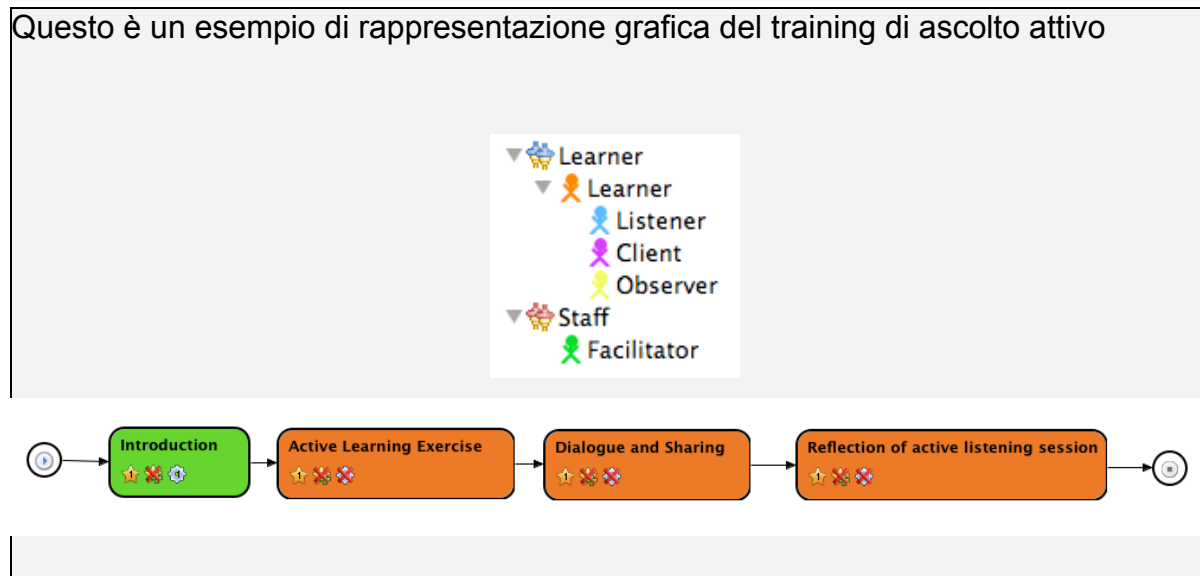 Questo è un esempio di rappresentazione grafica del training di ascolto attivo
Learner
Learner
Listener
Client
Observer
Staff
Facilitator
Introduction
Active Learning Exercise
Dialogue and Sharing
Reflection of active listening session